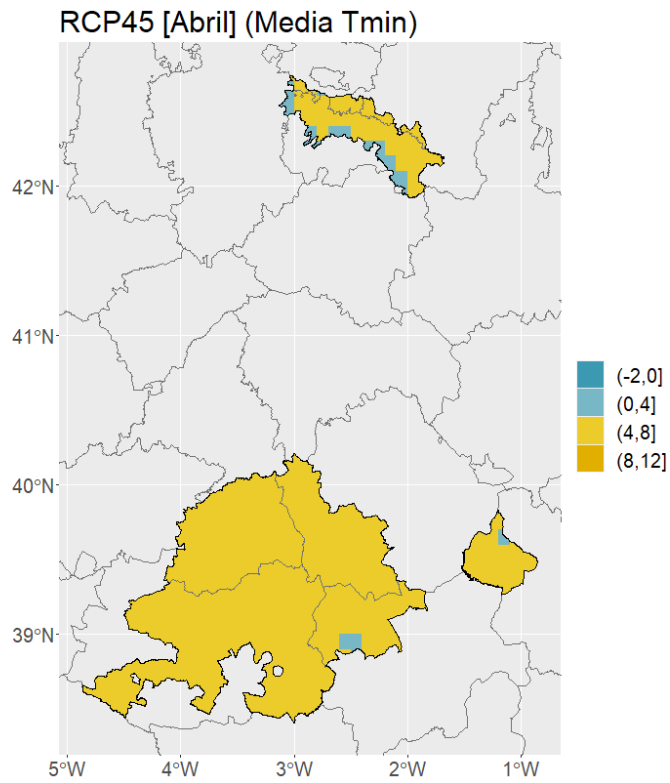 RCP45 [Abril] (Media Tmin)
42°N
41°N
40°N
39°N
5°W 4°W 3°W 2°W 1°W
(-2,0]
(0,4]
(4,8]
(8,12]